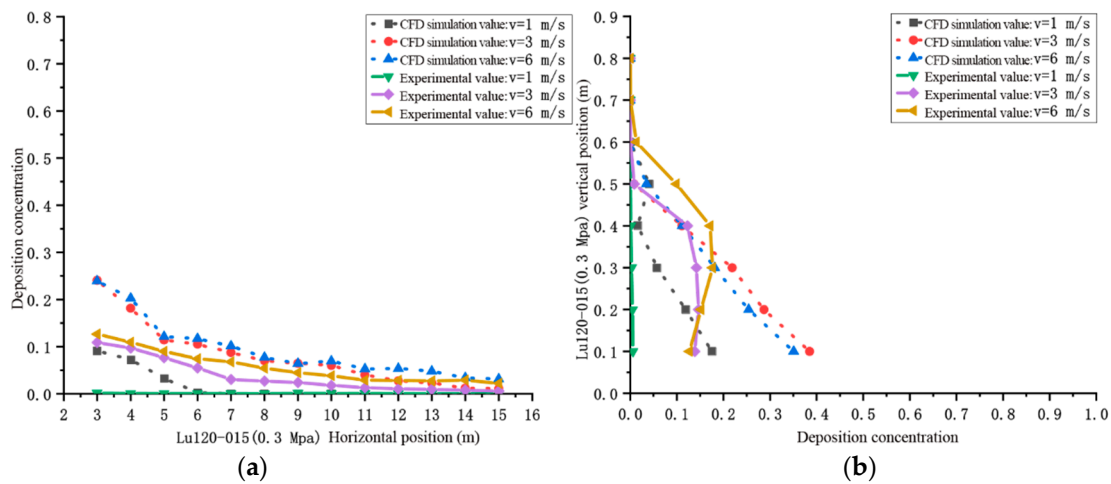 CFD simulation value: v=1 m/s
CFD simulation value: v=3 m/s
CFD simulation value: v=6 m/s
Experimental value: v=1 m/s
Experimental value: v=3 m/s
Experimental value: v=6 m/s
Deposition concentration
0.8
0.7
0.6
0.5
0.4
0.3
0.2
0.1
0.0
2 3 4 5 6 7 8 9 10 11 12 13 14 15 16
Lu120-015(0.3 Mpa) Horizontal position (m)
(a)
CFD simulation value: v=1 m/s
CFD simulation value: v=3 m/s
CFD simulation value: v=6 m/s
Experimental value: v=1 m/s
Experimental value: v=3 m/s
Experimental value: v=6 m/s
Lu120-015(0.3 Mpa) vertical position (m)
0.9
0.8
0.7
0.6
0.5
0.4
0.3
0.2
0.1
0.0
0.0 0.1 0.2 0.3 0.4 0.5 0.6 0.7 0.8 0.9 1.0
Deposition concentration
(b)